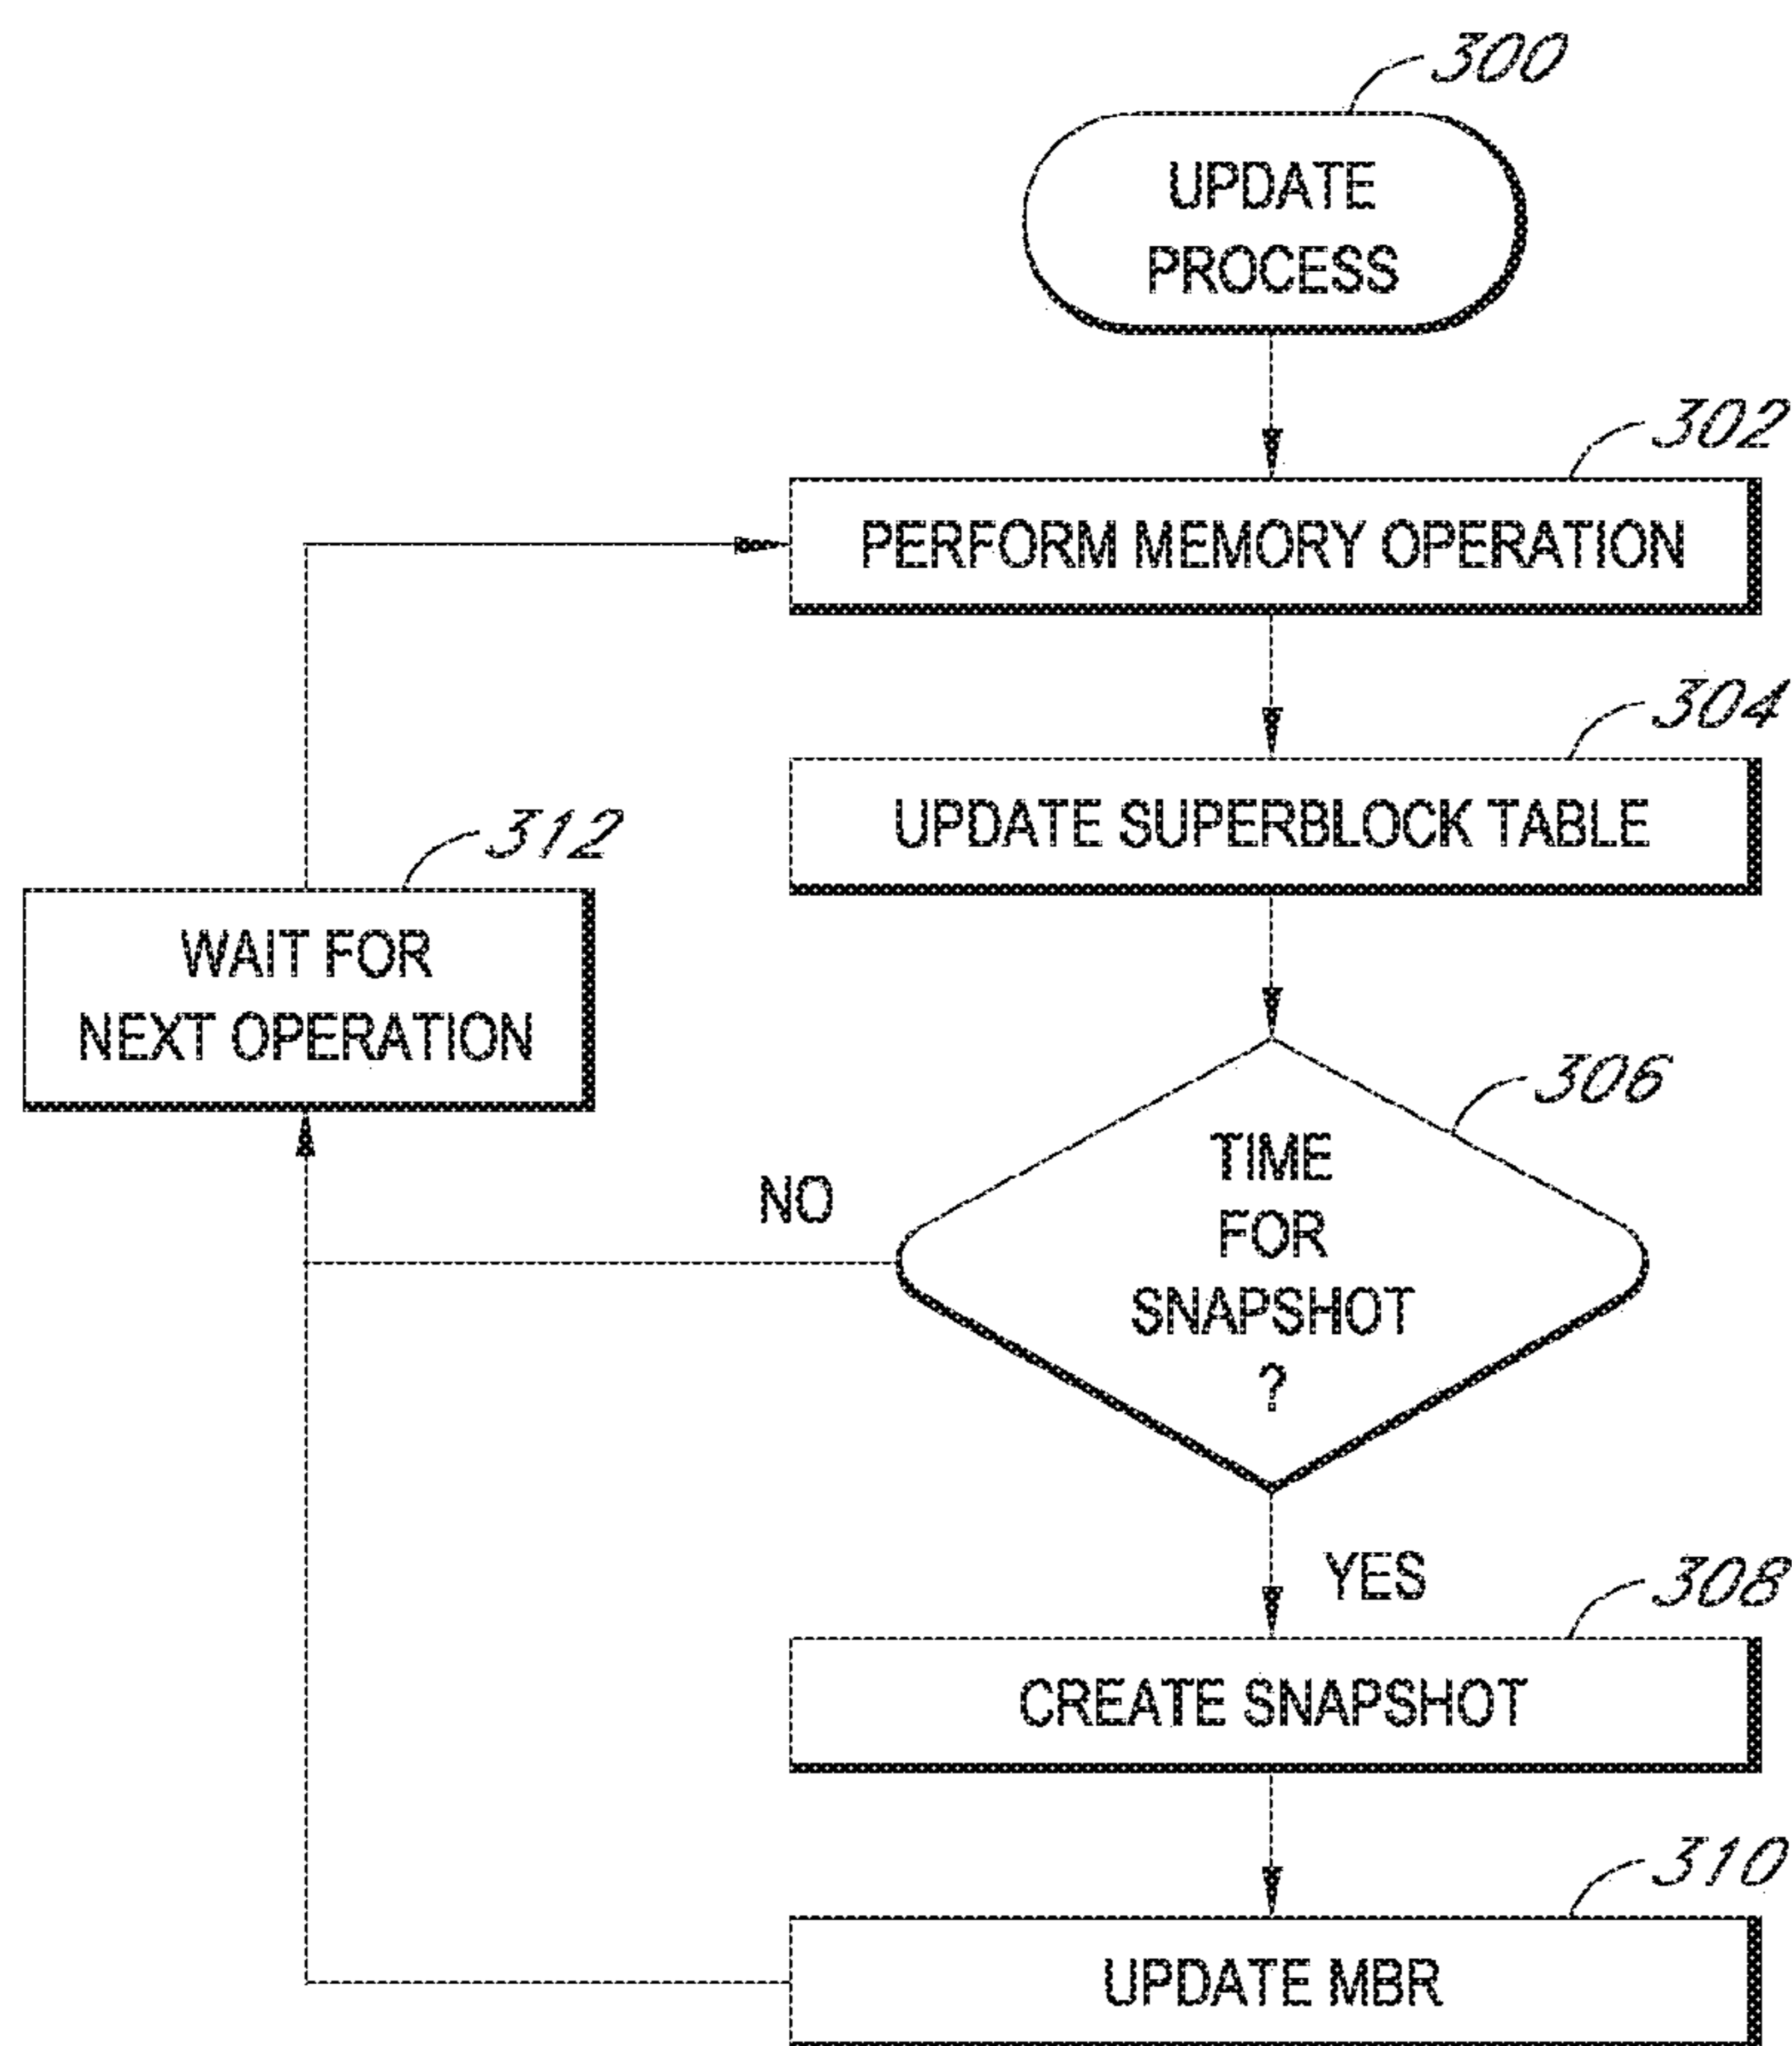 300
UPDATE
PROCESS
302
PERFORM MEMORY OPERATION
304
UPDATE SUPERBLOCK TABLE
312
WAIT FOR
NEXT OPERATION
306
TIME
FOR
SNAPSHOT
?
NO
YES
308
CREATE SNAPSHOT
310
UPDATE MBR